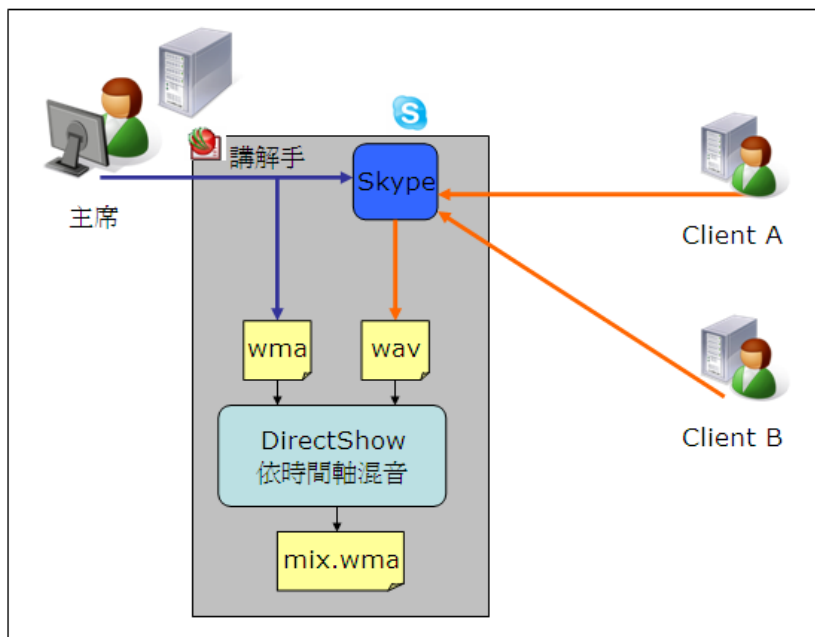 講解手
Skype
主席
Client A
wma
wav
Client B
DirectShow
依時間軸混音
mix.wma